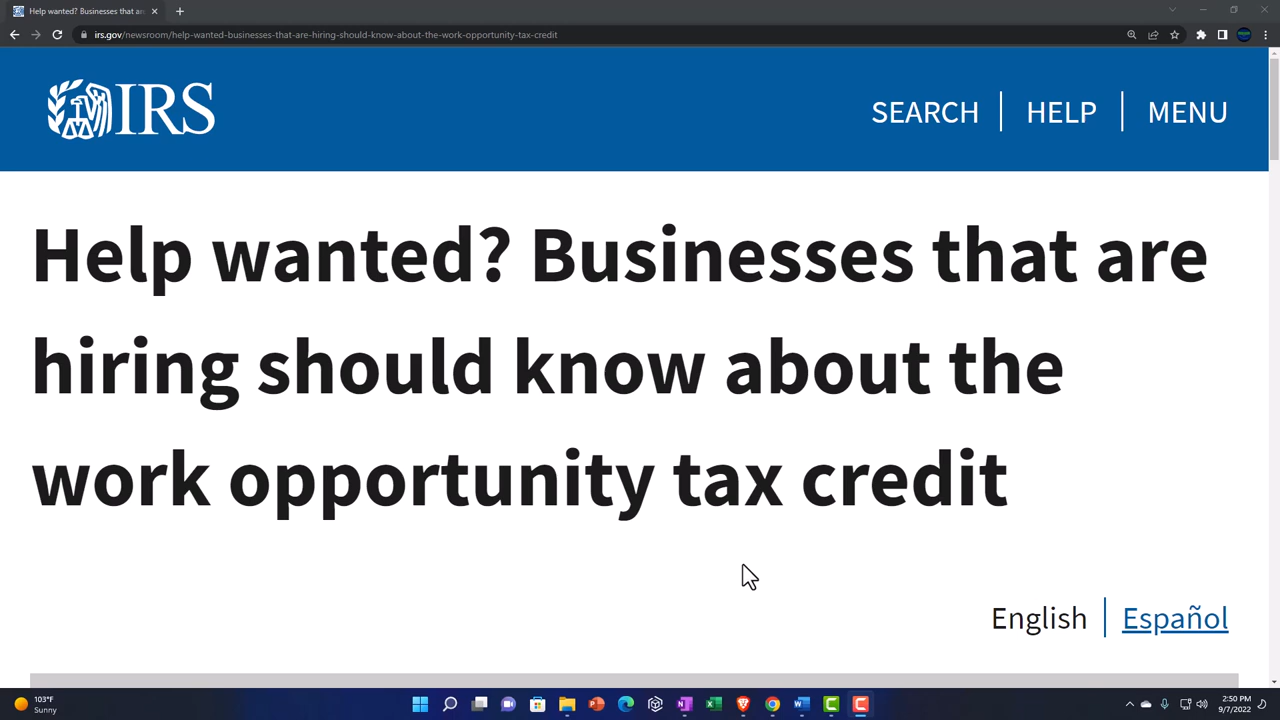 Help wanted? Businesses that are
irs.gov/newsroom/help-wanted-businesses-that-are-hiring-should-know-about-the-work-opportunity-tax-credit
IRS
SEARCH
HELP
MENU
Help wanted? Businesses that are
hiring should know about the
work opportunity tax credit
English
Español
103°F
Sunny
2:50 PM
9/7/2022